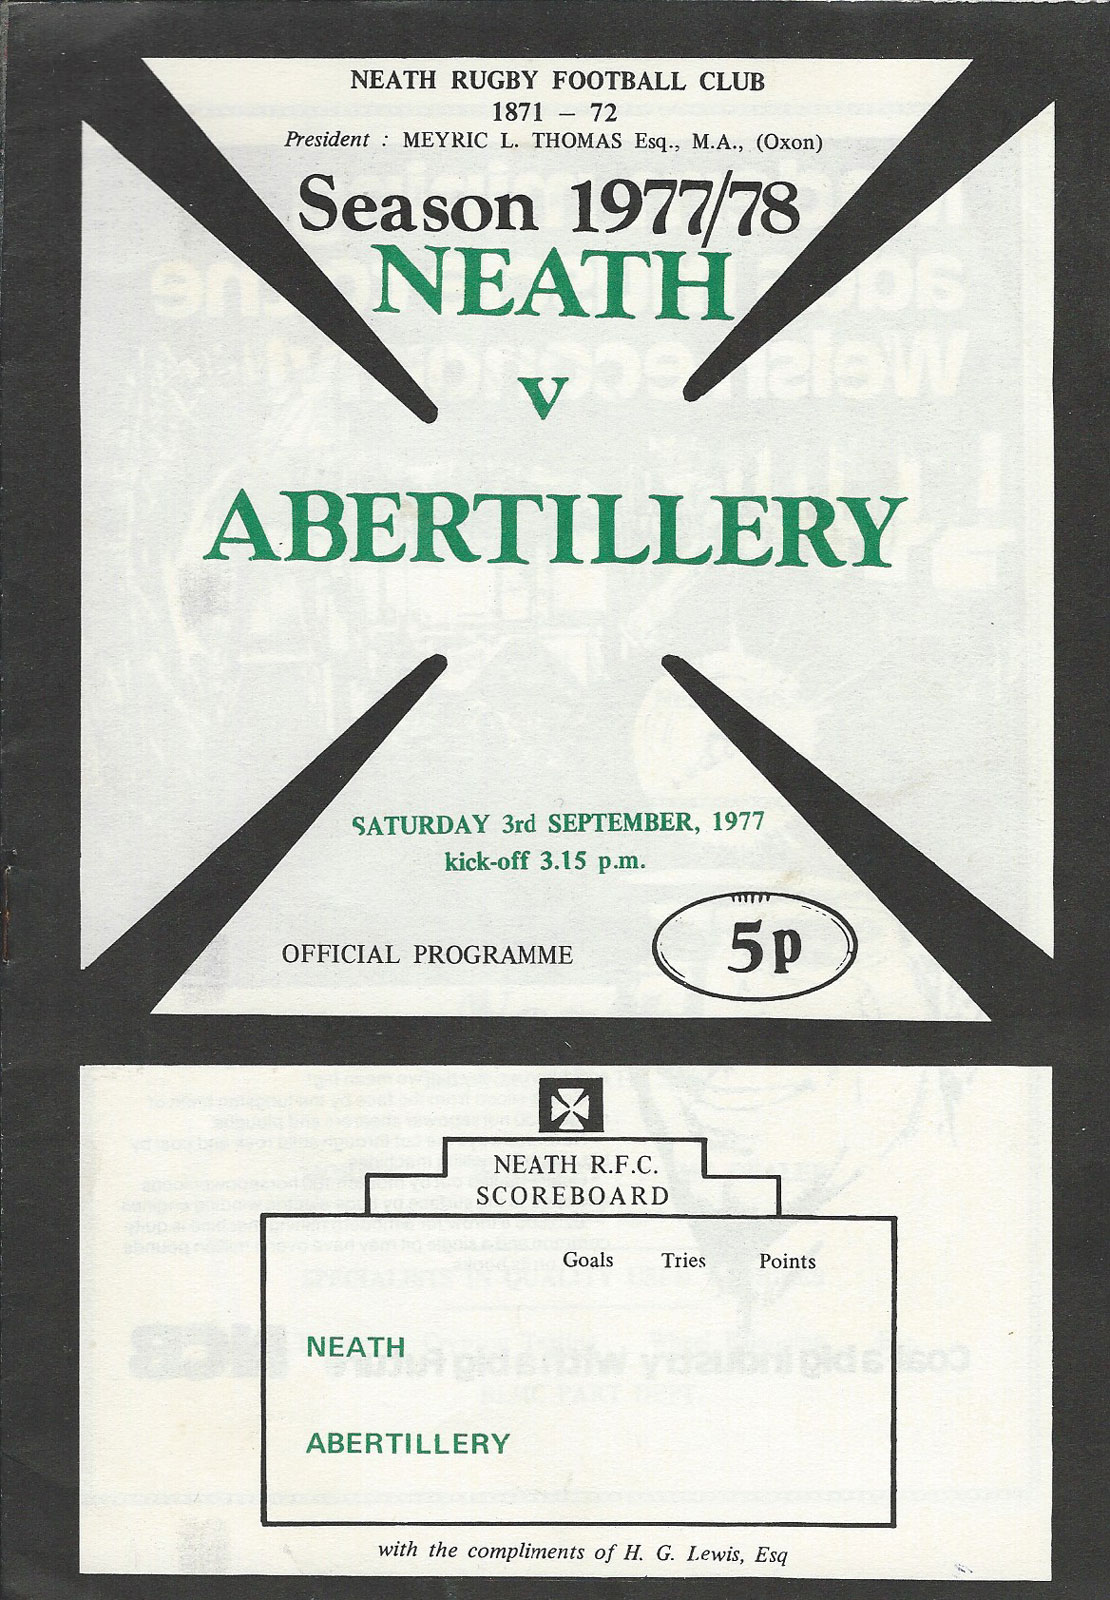 NEATH RUGBY FOOTBALL CLUB
1871 – 72
President : MEYRIC L. THOMAS Esq., M.A., (Oxon)
Season 1977/78
NEATH
v
ABERTILLERY
SATURDAY 3rd SEPTEMBER, 1977
kick-off 3.15 p.m.
OFFICIAL PROGRAMME
5p
NEATH R.F.C.
SCOREBOARD
Goals Tries Points
NEATH
ABERTILLERY
with the compliments of H. G. Lewis, Esq